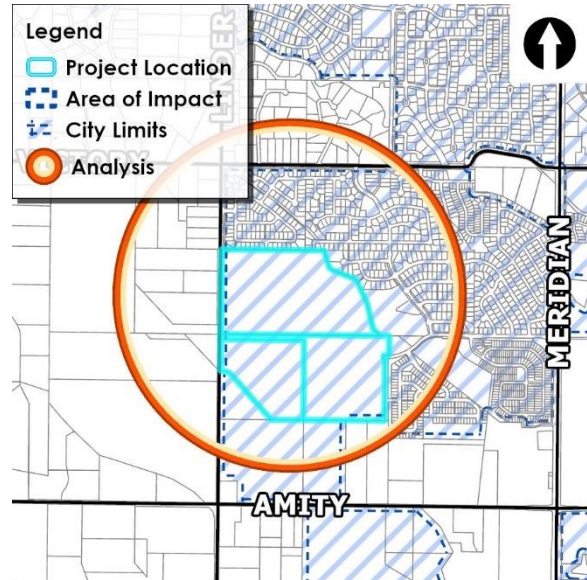 Legend
Project Location
Area of Impact
City Limits
Analysis
LINDER
VICTORY
MERIDIAN
AMITY